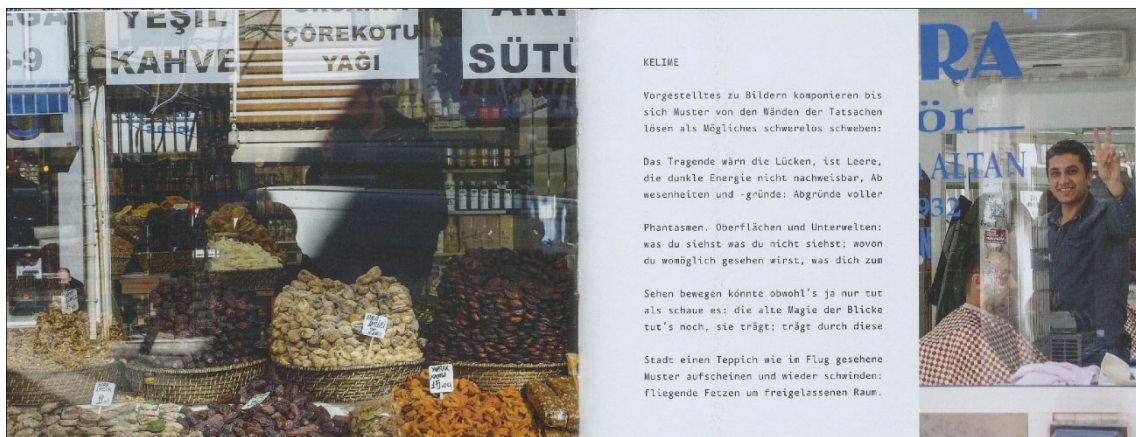 YEŞİL
KAHVE
ÇÖREKOTU
YAĞI
SÜTÜ
KELIME
Vorgestelltes zu Bildern komponieren bis
sich Muster von den Wänden der Tatsachen
lösen als Mögliches schwerelos schweben:
Das Tragende wärn die Lücken, ist Leere,
die dunkle Energie nicht nachweisbar, Ab
wesenheiten und -gründe: Abgründe voller
Phantasmen. Oberflächen und Unterwelten:
was du siehst was du nicht siehst; wovon
du womöglich gesehen wirst, was dich zum
Sehen bewegen könnte obwohl's ja nur tut
als schaue es: die alte Magie der Blicke
tut's noch, sie trägt; trägt durch diese
Stadt einen Teppich wie im Flug gesehene
Muster aufscheinen und wieder schwinden:
fliegende Fetzen um freigelassenen Raum.
RA
ör
ALTAN
932